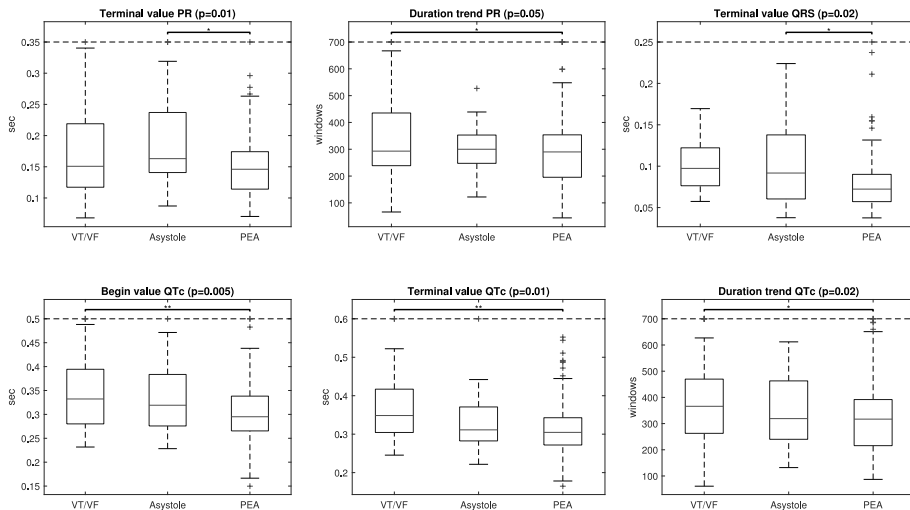 Terminal value PR (p=0.01)
*
0.35
0.3
0.25
0.2
0.15
0.1
sec
VT/VF Asystole PEA
Duration trend PR (p=0.05)
*
700
600
500
400
300
200
100
windows
VT/VF Asystole PEA
Terminal value QRS (p=0.02)
*
0.25
0.2
0.15
0.1
0.05
sec
VT/VF Asystole PEA
Begin value QTc (p=0.005)
**
0.5
0.45
0.4
0.35
0.3
0.25
0.2
0.15
sec
VT/VF Asystole PEA
Terminal value QTc (p=0.01)
**
0.6
0.5
0.4
0.3
0.2
sec
VT/VF Asystole PEA
Duration trend QTc (p=0.02)
*
700
600
500
400
300
200
100
windows
VT/VF Asystole PEA